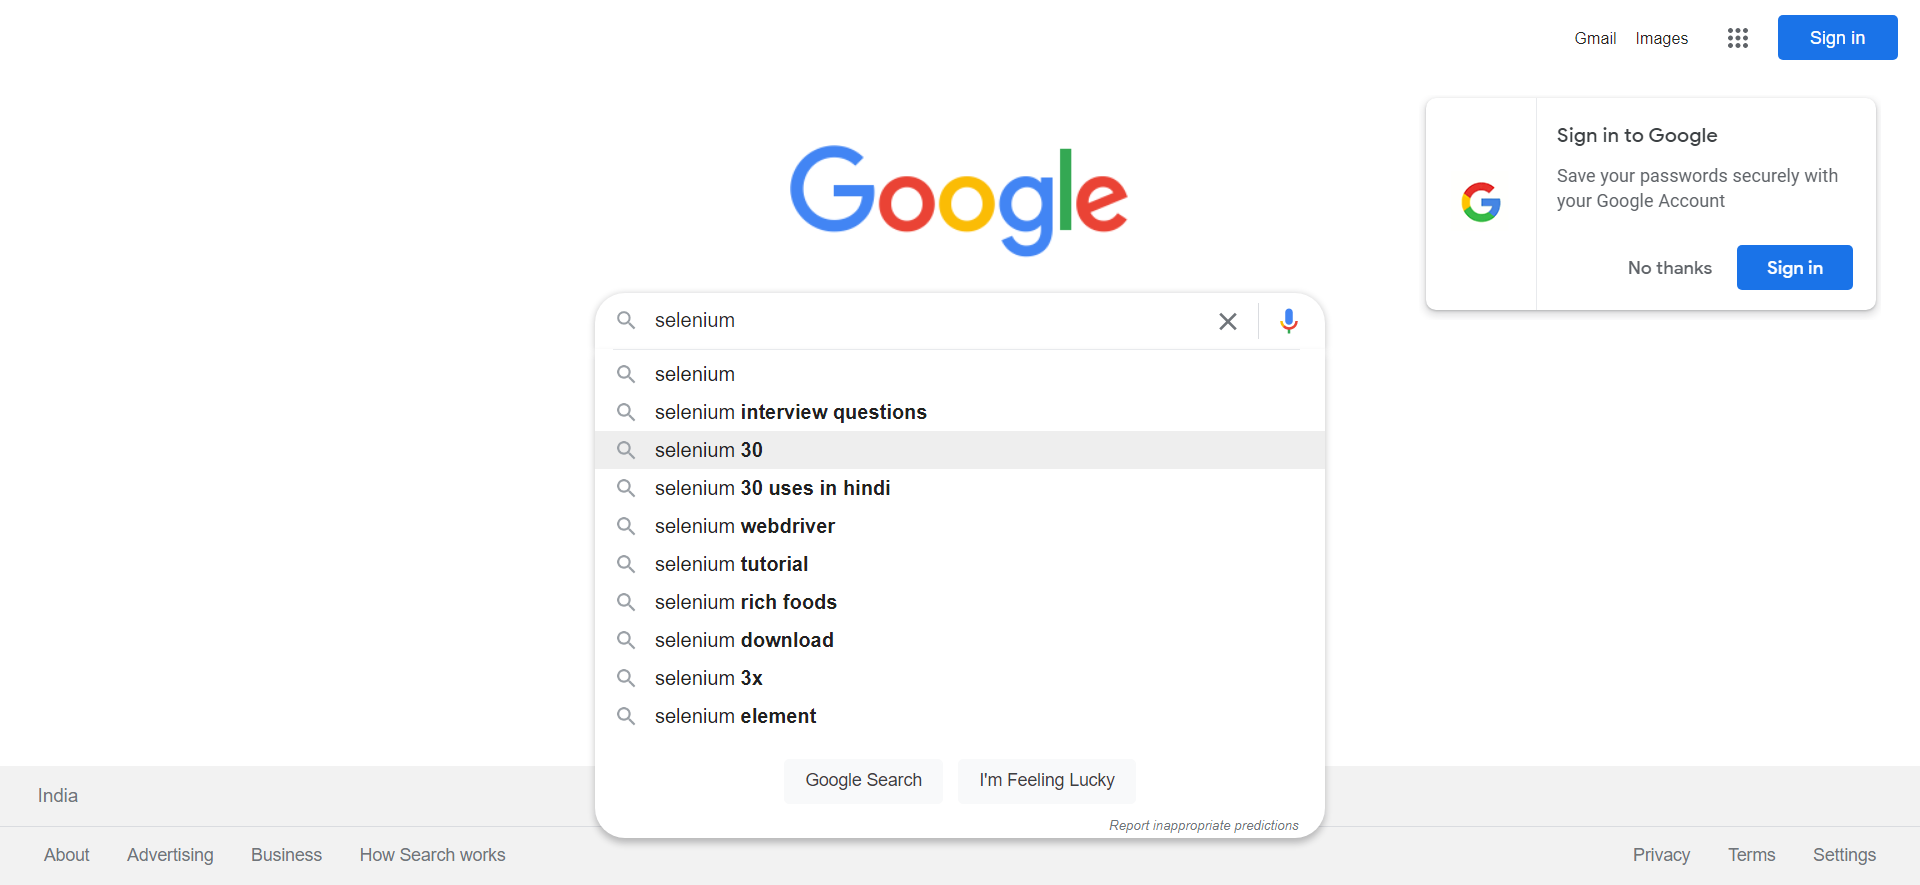 Gmail Images Sign in
Google
Sign in to Google
Save your passwords securely with
your Google Account
No thanks Sign in
selenium
selenium
selenium interview questions
selenium 30
selenium 30 uses in hindi
selenium webdriver
selenium tutorial
selenium rich foods
selenium download
selenium 3x
selenium element
Google Search I'm Feeling Lucky
India
Report inappropriate predictions
About Advertising Business How Search works Privacy Terms Settings